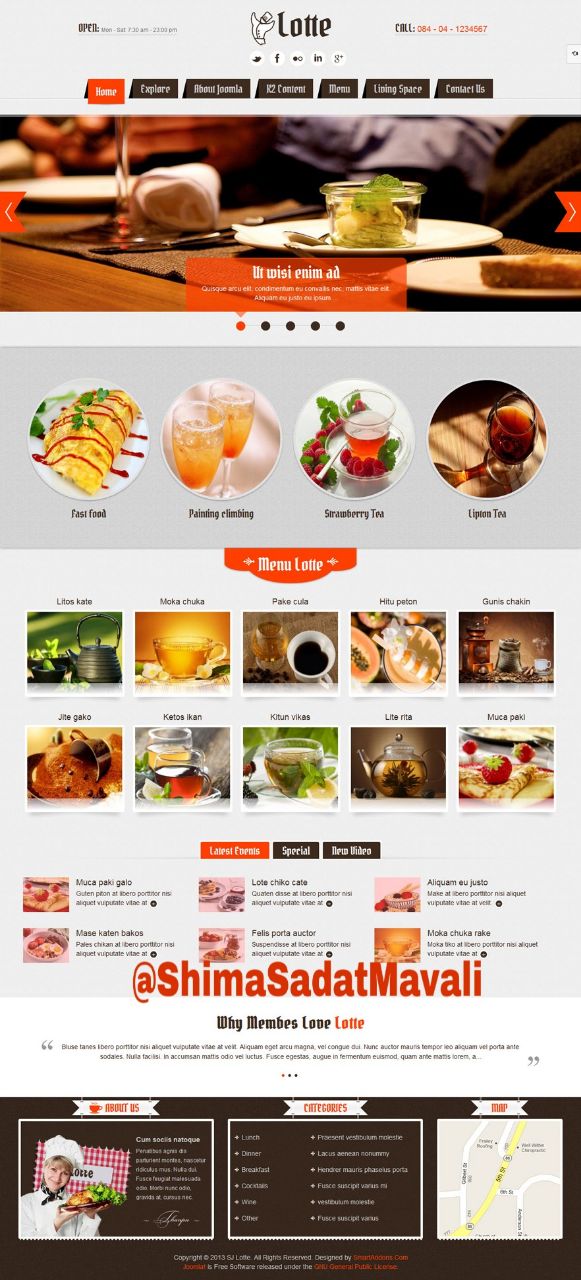 OPEN: Mon - Sat: 7:30 am - 23:00 pm
Lotte
CALL: 084 - 04 - 1234567
Home Explore About Joomla K2 Content Menu Living Space Contact Us
Ut wisi enim ad
Quisque arcu elit, condimentum eu convallis nec, mattis vitae elit.
Aliquam eu justo eu ipsum...
Fast food Painting climbing Strawberry Tea Lipton Tea
Menu Lotte
Litos kate Moka chuka Pake cula Hitu peton Gunis chakin
Jite gako Ketos ikan Kitun vikas Lite rita Muca paki
Latest Events Special New Video
Muca paki galo
Guten piton at libero porttitor nisi
aliquet vulputate vitae at
Lote chiko cate
Guaten disse at libero porttitor nisi
aliquet vulputate vitae at
Aliquam eu justo
Make at libero porttitor nisi aliquet
vulputate vitae at velit.
Mase katen bakos
Pales chikan at libero porttitor nisi
aliquet vulputate vitae at
Felis porta auctor
Suspendisse at libero porttitor nisi
aliquet vulputate vitae at
Moka chuka rake
Moka tiko at libero porttitor nisi
aliquet vulputate vitae
@ShimaSadatMavali
Why Membes Love Lotte
“ Biuse tanes libero porttitor nisi aliquet vulputate vitae at velit. Aliquam eget arcu magna, vel congue dui. Nunc auctor mauris tempor leo aliquam vel porta ante
sodales. Nulla facilisi. in accumsan mattis odio vel luctus. Fusce egestas, augue in fermentum euismod, quam ante mattis lorem, a... ”
ABOUT US
Lotte
Cum sociis natoque
Penatibus agnis dis
parturient montes, nascetur
ridiculus mus. Nulla dui.
Fusce feugiat malesuada
odio. Morbi nunc odio,
gravida at, cursus nec.
CATEGORIES
Lunch
Dinner
Breakfast
Cocktails
Wine
Other
Praesent vestibulum molestie
Lacus aenean nonummy
Hendrer mauris phaselus porta
Fusce suscipit varius mi
vestibulum molestie
Fusce suscipit varius
MAP
5th St
6th St
Gilbert St
Anderson St
Copyright © 2013 SJ Lotte. All Rights Reserved. Designed by SmartAddons.Com
Joomla! is Free Software released under the GNU General Public License.